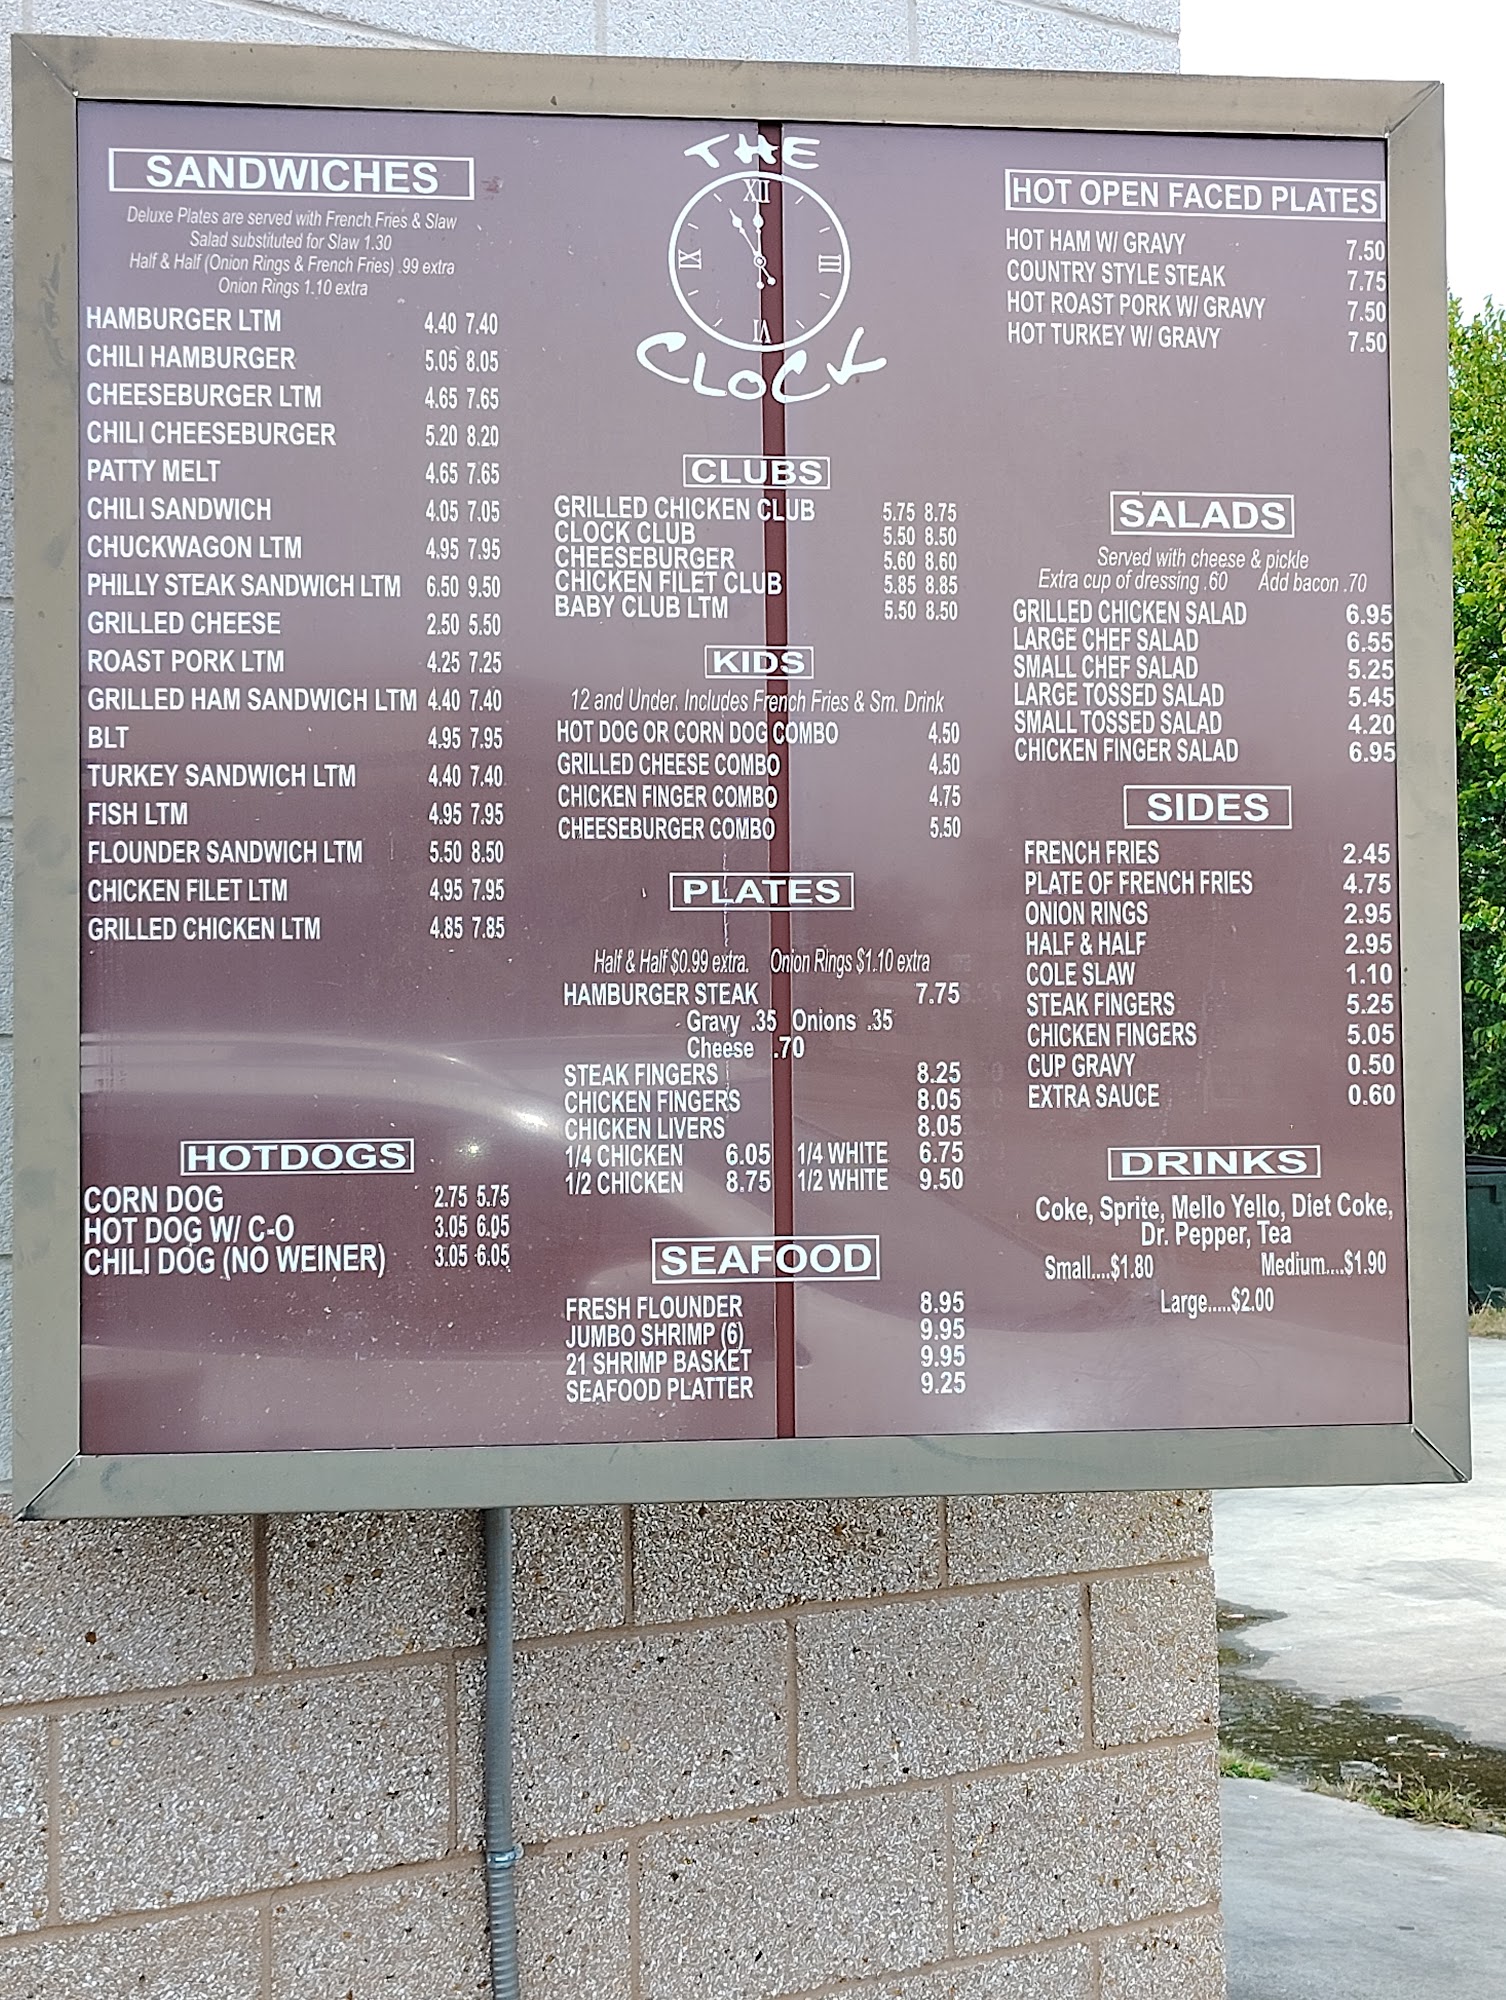 SANDWICHES
Deluxe Plates are served with French Fries & Slaw
Salad substituted for Slaw 1.30
Half & Half (Onion Rings & French Fries) .99 extra
Onion Rings 1.10 extra
HAMBURGER LTM 4.40 7.40
CHILI HAMBURGER 5.05 8.05
CHEESEBURGER LTM 4.65 7.65
CHILI CHEESEBURGER 5.20 8.20
PATTY MELT 4.65 7.65
CHILI SANDWICH 4.05 7.05
CHUCKWAGON LTM 4.95 7.95
PHILLY STEAK SANDWICH LTM 6.50 9.50
GRILLED CHEESE 2.50 5.50
ROAST PORK LTM 4.25 7.25
GRILLED HAM SANDWICH LTM 4.40 7.40
BLT 4.95 7.95
TURKEY SANDWICH LTM 4.40 7.40
FISH LTM 4.95 7.95
FLOUNDER SANDWICH LTM 5.50 8.50
CHICKEN FILET LTM 4.95 7.95
GRILLED CHICKEN LTM 4.85 7.85
HOTDOGS
CORN DOG 2.75 5.75
HOT DOG W/ C-O 3.05 6.05
CHILI DOG (NO WEINER) 3.05 6.05
THE
XII
IX III
VI
CLOCK
CLUBS
GRILLED CHICKEN CLUB 5.75 8.75
CLOCK CLUB 5.50 8.50
CHEESEBURGER 5.60 8.60
CHICKEN FILET CLUB 5.85 8.85
BABY CLUB LTM 5.50 8.50
KIDS
12 and Under. Includes French Fries & Sm. Drink
HOT DOG OR CORN DOG COMBO 4.50
GRILLED CHEESE COMBO 4.50
CHICKEN FINGER COMBO 4.75
CHEESEBURGER COMBO 5.50
PLATES
Half & Half $0.99 extra. Onion Rings $1.10 extra
HAMBURGER STEAK 7.75
Gravy .35 Onions .35
Cheese .70
STEAK FINGERS 8.25
CHICKEN FINGERS 8.05
CHICKEN LIVERS 8.05
1/4 CHICKEN 6.05 1/4 WHITE 6.75
1/2 CHICKEN 8.75 1/2 WHITE 9.50
SEAFOOD
FRESH FLOUNDER 8.95
JUMBO SHRIMP (6) 9.95
21 SHRIMP BASKET 9.95
SEAFOOD PLATTER 9.25
HOT OPEN FACED PLATES
HOT HAM W/ GRAVY 7.50
COUNTRY STYLE STEAK 7.75
HOT ROAST PORK W/ GRAVY 7.50
HOT TURKEY W/ GRAVY 7.50
SALADS
Served with cheese & pickle
Extra cup of dressing .60 Add bacon .70
GRILLED CHICKEN SALAD 6.95
LARGE CHEF SALAD 6.55
SMALL CHEF SALAD 5.25
LARGE TOSSED SALAD 5.45
SMALL TOSSED SALAD 4.20
CHICKEN FINGER SALAD 6.95
SIDES
FRENCH FRIES 2.45
PLATE OF FRENCH FRIES 4.75
ONION RINGS 2.95
HALF & HALF 2.95
COLE SLAW 1.10
STEAK FINGERS 5.25
CHICKEN FINGERS 5.05
CUP GRAVY 0.50
EXTRA SAUCE 0.60
DRINKS
Coke, Sprite, Mello Yello, Diet Coke,
Dr. Pepper, Tea
Small....$1.80 Medium....$1.90
Large.....$2.00